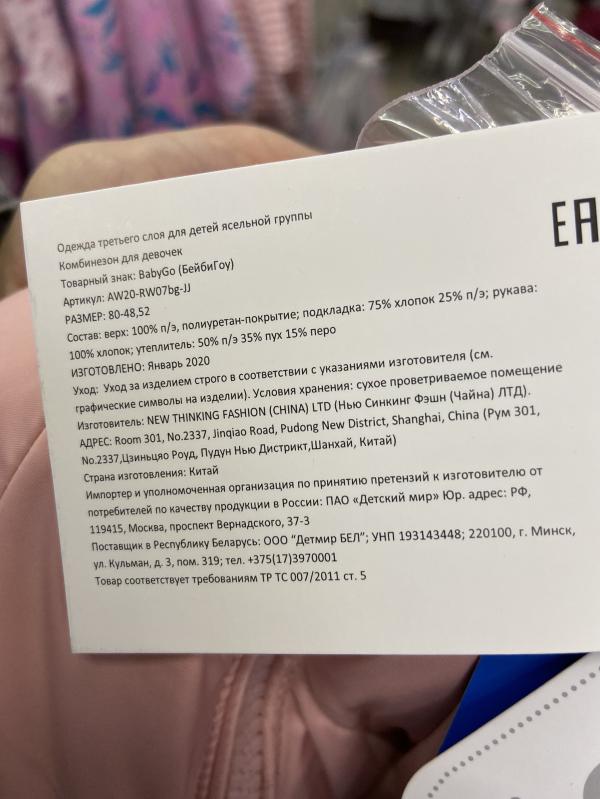 Одежда третьего слоя для детей ясельной группы
Комбинезон для девочек
Товарный знак: BabyGo (БейбиГоу)
Артикул: AW20-RW07bg-JJ
РАЗМЕР: 80-48,52
Состав: верх: 100% п/э, полиуретан-покрытие; подкладка: 75% хлопок 25% п/э; рукава:
100% хлопок; утеплитель: 50% п/э 35% пух 15% перо
ИЗГОТОВЛЕНО: Январь 2020
Уход: Уход за изделием строго в соответствии с указаниями изготовителя (см.
графические символы на изделии). Условия хранения: сухое проветриваемое помещение
Изготовитель: NEW THINKING FASHION (CHINA) LTD (Нью Синкинг Фэшн (Чайна) ЛТД).
АДРЕС: Room 301, No.2337, Jinqiao Road, Pudong New District, Shanghai, China (Рум 301,
No.2337,Цзиньцяо Роуд, Пудун Нью Дистрикт,Шанхай, Китай)
Страна изготовления: Китай
Импортер и уполномоченная организация по принятию претензий к изготовителю от
потребителей по качеству продукции в России: ПАО «Детский мир» Юр. адрес: РФ,
119415, Москва, проспект Вернадского, 37-3
Поставщик в Республику Беларусь: ООО "Детмир БЕЛ"; УНП 193143448; 220100, г. Минск,
ул. Кульман, д. 3, пом. 319; тел. +375(17)3970001
Товар соответствует требованиям ТР ТС 007/2011 ст. 5
EA